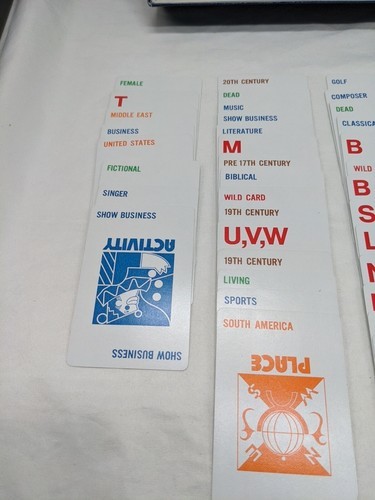 FEMALE
T
MIDDLE EAST
BUSINESS
UNITED STATES
FICTIONAL
SINGER
SHOW BUSINESS
ACTIVITY
SHOW BUSINESS
20TH CENTURY
DEAD
MUSIC
SHOW BUSINESS
LITERATURE
M
PRE 17TH CENTURY
BIBLICAL
WILD CARD
19TH CENTURY
U,V,W
19TH CENTURY
LIVING
SPORTS
SOUTH AMERICA
PLACE
GOLF
COMPOSER
DEAD
CLASSICA
B
WILD
B
S
L
N